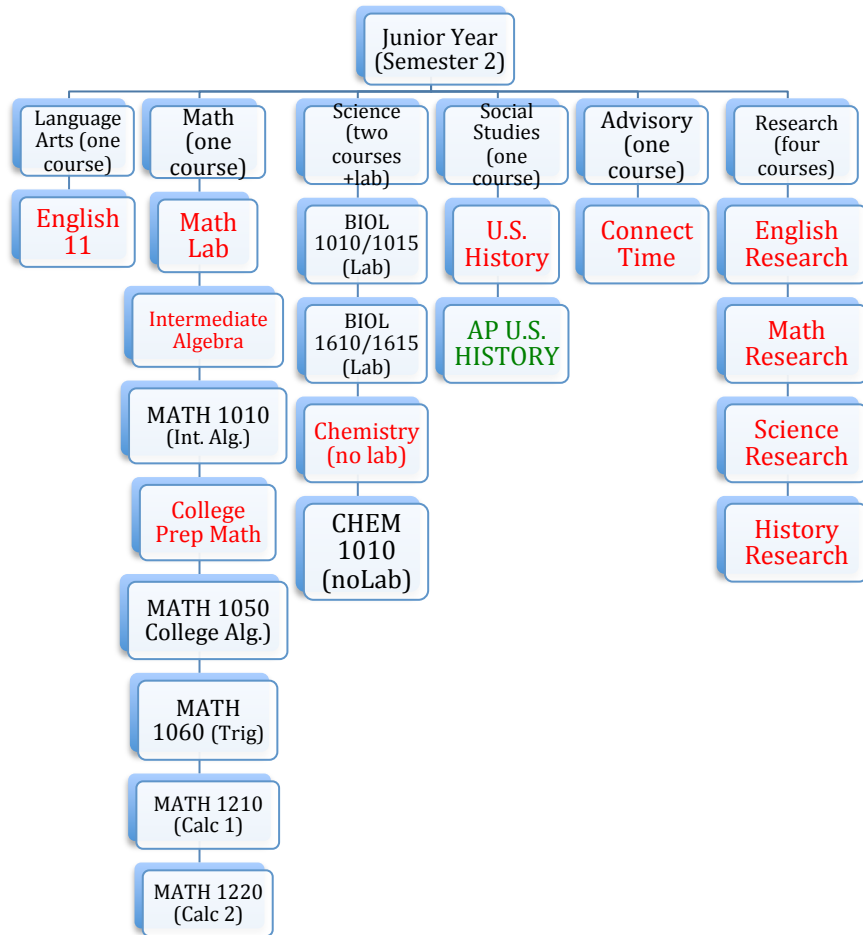 Junior Year
(Semester 2)
Language
Arts (one
course)
English
11
Math
(one
course)
Math
Lab
Intermediate
Algebra
MATH 1010
(Int. Alg.)
College
Prep Math
MATH 1050
College Alg.)
MATH
1060 (Trig)
MATH 1210
(Calc 1)
MATH 1220
(Calc 2)
Science
(two
courses
+lab)
BIOL
1010/1015
(Lab)
BIOL
1610/1615
(Lab)
Chemistry
(no lab)
CHEM
1010
(noLab)
Social
Studies
(one
course)
U.S.
History
AP U.S.
HISTORY
Advisory
(one
course)
Connect
Time
Research
(four
courses)
English
Research
Math
Research
Science
Research
History
Research